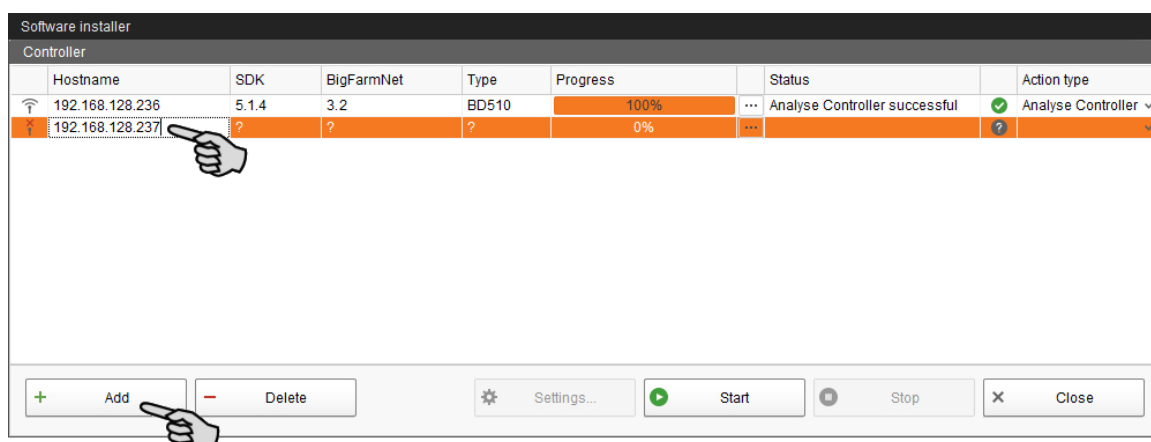 Software installer
Controller
Hostname SDK BigFarmNet Type Progress Status Action type
192.168.128.236 5.1.4 3.2 BD510 100% ... Analyse Controller successful Analyse Controller
192.168.128.237 ? ? ? 0% ... ?
+ Add − Delete Settings... Start Stop × Close